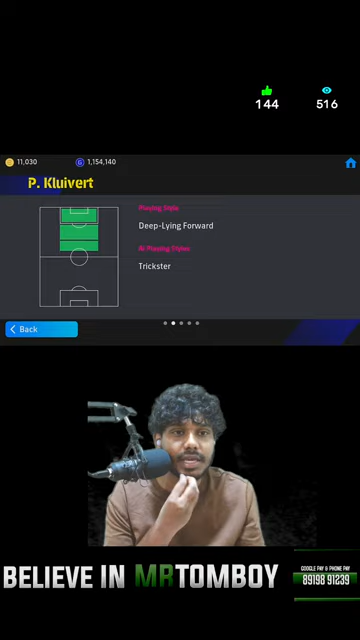 144
516
11,030
1,154,140
P. Kluivert
Playing Style
Deep-Lying Forward
AI Playing Styles
Trickster
Back
BELIEVE IN MRTOMBOY
GOOGLE PAY & PHONE PAY
89198 91239